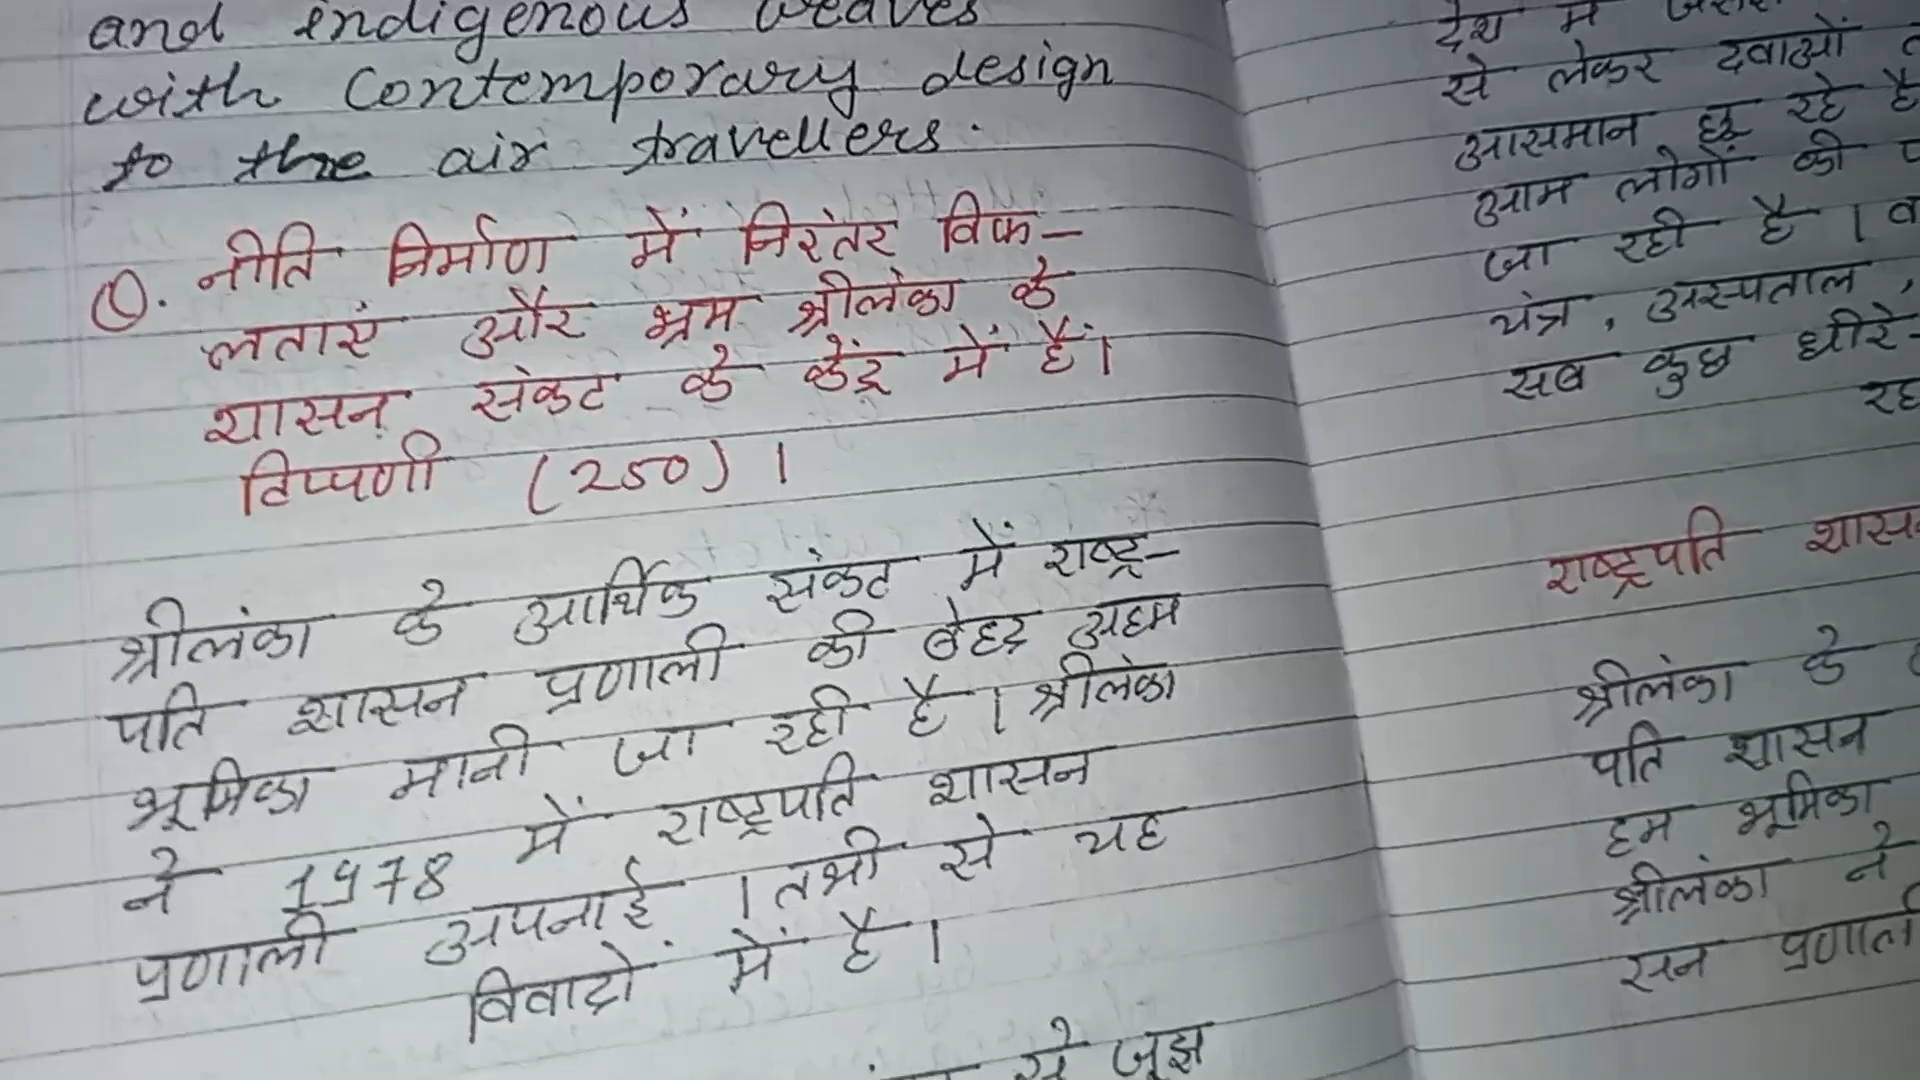 and indigenous weaves
with contemporary design
to the air travellers.
Q. नीति निर्माण में निरंतर विफ-
लताएं और भ्रम श्रीलंका के
शासन संकट के केंद्र में हैं।
टिप्पणी (250)।
श्रीलंका के आर्थिक संकट में राष्ट्र-
पति शासन प्रणाली की बेहद अहम
भूमिका मानी जा रही है। श्रीलंका
ने 1978 में राष्ट्रपति शासन
प्रणाली अपनाई। तभी से यह
विवादों में है।
से जूझ
देश में
से लेकर दवाओं
आसमान छू रहे है
आम लोगों की
जा रही है।
यंत्र, अस्पताल,
सब कुछ धीरे-
रह
राष्ट्रपति शासन
श्रीलंका के
पति शासन
हम भूमिका
श्रीलंका ने
सन प्रणाली